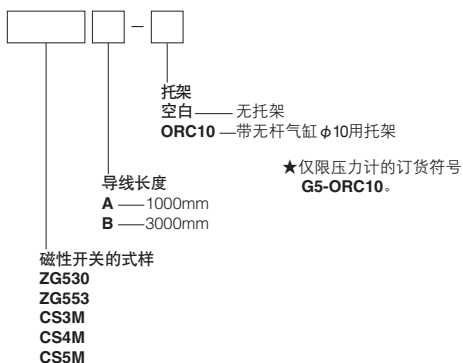 –
托架
空白——无托架
ORC10—带无杆气缸φ10用托架
★仅限压力计的订货符号
G5-ORC10。
导线长度
A——1000mm
B——3000mm
磁性开关的式样
ZG530
ZG553
CS3M
CS4M
CS5M